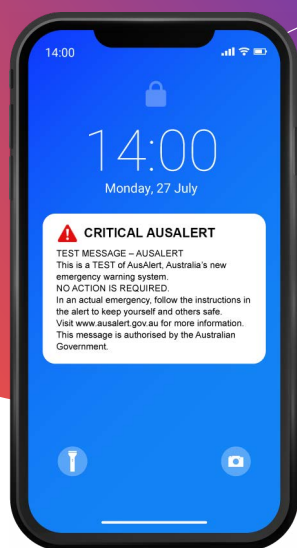 14:00
14:00
Monday, 27 July
CRITICAL AUSALERT
TEST MESSAGE – AUSALERT
This is a TEST of AusAlert, Australia's new
emergency warning system.
NO ACTION IS REQUIRED.
In an actual emergency, follow the instructions in
the alert to keep yourself and others safe.
Visit www.ausalert.gov.au for more information.
This message is authorised by the Australian
Government.